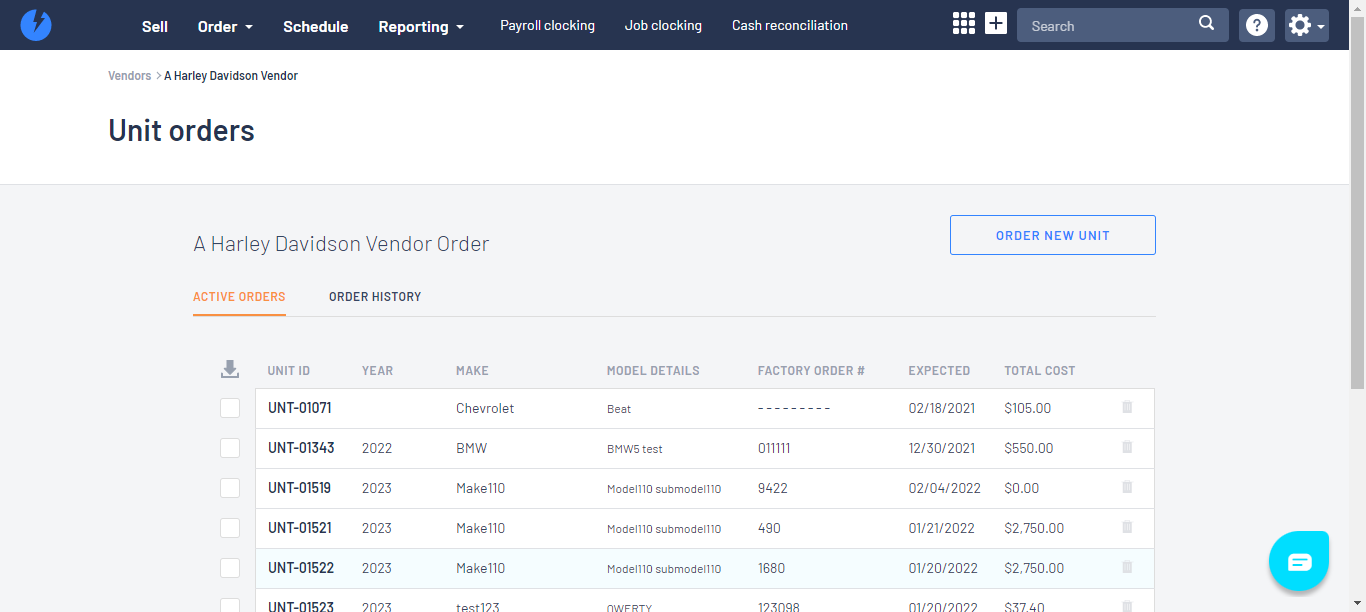 Sell Order Schedule Reporting Payroll clocking Job clocking Cash reconciliation Search
Vendors > A Harley Davidson Vendor
Unit orders
A Harley Davidson Vendor Order ORDER NEW UNIT
ACTIVE ORDERS ORDER HISTORY
UNIT ID YEAR MAKE MODEL DETAILS FACTORY ORDER # EXPECTED TOTAL COST
UNT-01071 Chevrolet Beat --------- 02/18/2021 $105.00
UNT-01343 2022 BMW BMW5 test 011111 12/30/2021 $550.00
UNT-01519 2023 Make110 Model110 submodel110 9422 02/04/2022 $0.00
UNT-01521 2023 Make110 Model110 submodel110 490 01/21/2022 $2,750.00
UNT-01522 2023 Make110 Model110 submodel110 1680 01/20/2022 $2,750.00
UNT-01523 2023 test123 QWERTY 123098 01/20/2022 $37.40